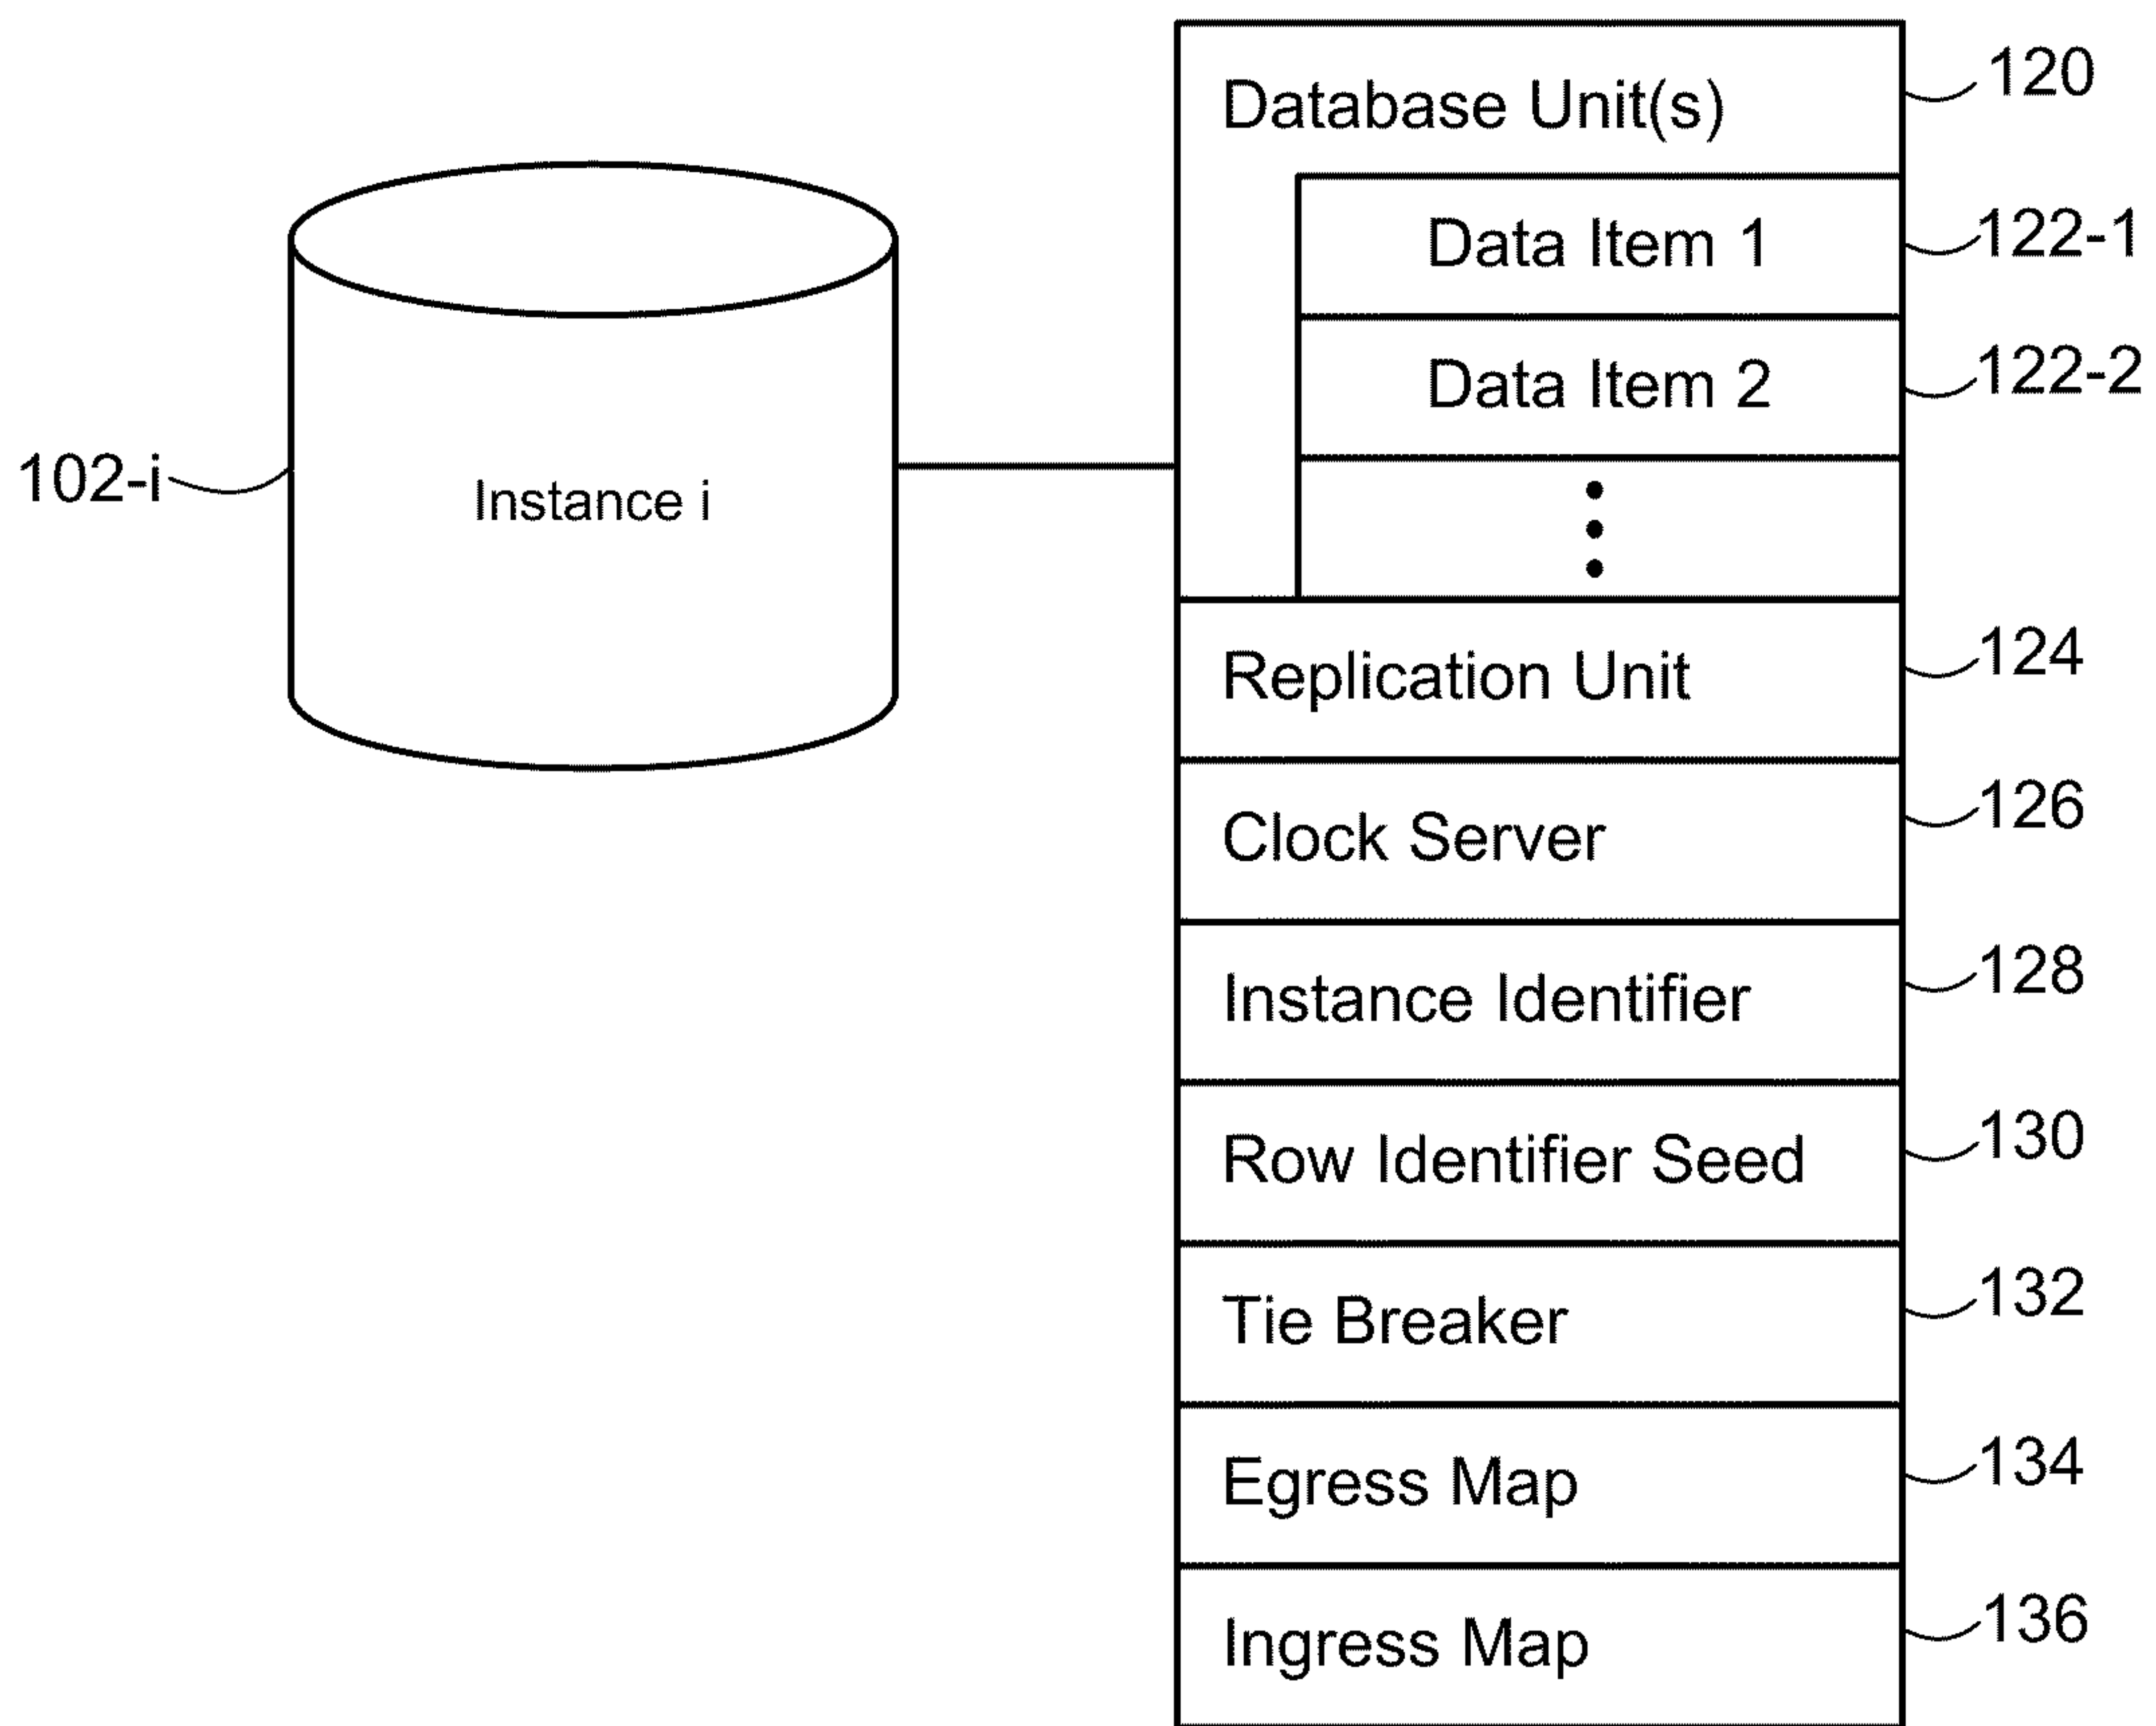 Database Unit(s) 120
Data Item 1 122-1
Data Item 2 122-2
102-i Instance i
Replication Unit 124
Clock Server 126
Instance Identifier 128
Row Identifier Seed 130
Tie Breaker 132
Egress Map 134
Ingress Map 136